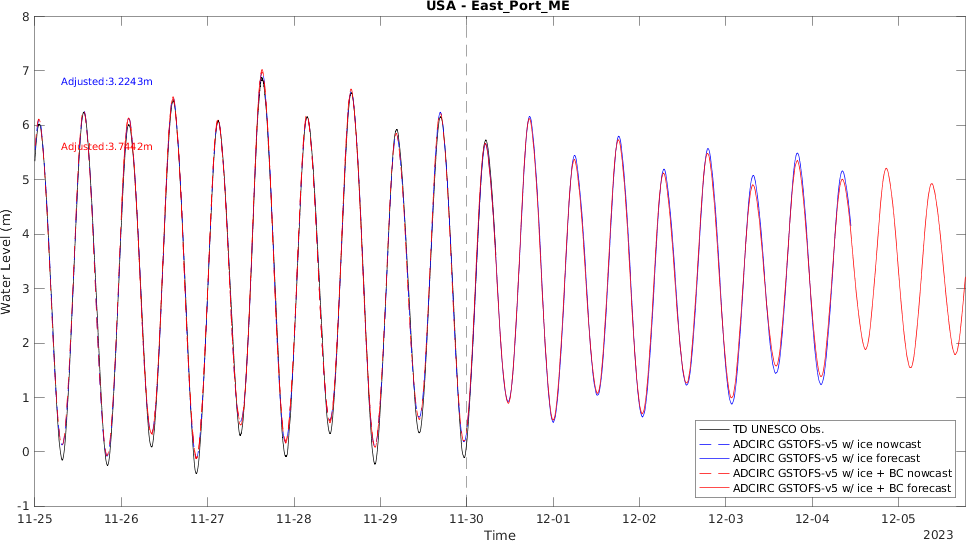 USA - East_Port_ME
8
7
6
5
4
3
2
1
0
-1
Water Level (m)
Adjusted:3.2243m
Adjusted:3.7442m
TD UNESCO Obs.
ADCIRC GSTOFS-v5 w/ ice nowcast
ADCIRC GSTOFS-v5 w/ ice forecast
ADCIRC GSTOFS-v5 w/ ice + BC nowcast
ADCIRC GSTOFS-v5 w/ ice + BC forecast
11-25 11-26 11-27 11-28 11-29 11-30 12-01 12-02 12-03 12-04 12-05
Time
2023